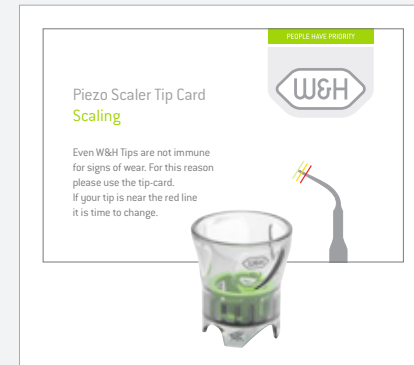 PEOPLE HAVE PRIORITY
W&H
Piezo Scaler Tip Card
Scaling
Even W&H Tips are not immune
for signs of wear. For this reason
please use the tip-card.
If your tip is near the red line
it is time to change.
W&H